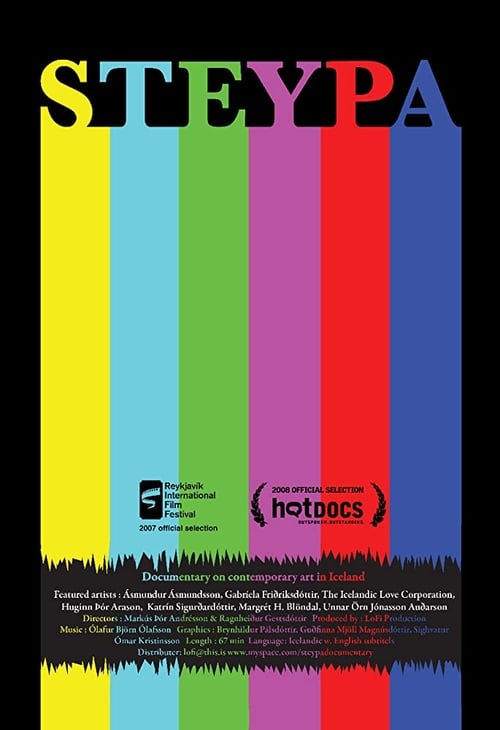 STEYPA
Reykjavík
International
Film
Festival
2007 official selection
2008 OFFICIAL SELECTION
hotDOCS
OUTSPOKEN. OUTSTANDING.
Documentary on contemporary art in Iceland
Featured artists : Ásmundur Ásmundsson, Gabríela Friðriksdóttir, The Icelandic Love Corporation,
Huginn Þór Arason, Katrín Sigurðardóttir, Margrét H. Blöndal, Unnar Örn Jónasson Auðarson
Directors : Markús Þór Andrésson & Ragnheiður Gestsdóttir Produced by : LoFi Production
Music : Ólafur Björn Ólafsson Graphics : Brynhildur Pálsdóttir, Guðfinna Mjöll Magnúsdóttir, Sighvatur
Ómar Kristinsson Length : 67 min Language: Icelandic w. English subtitels
Distributer: lofi@this.is www.myspace.com/steypadocumentary